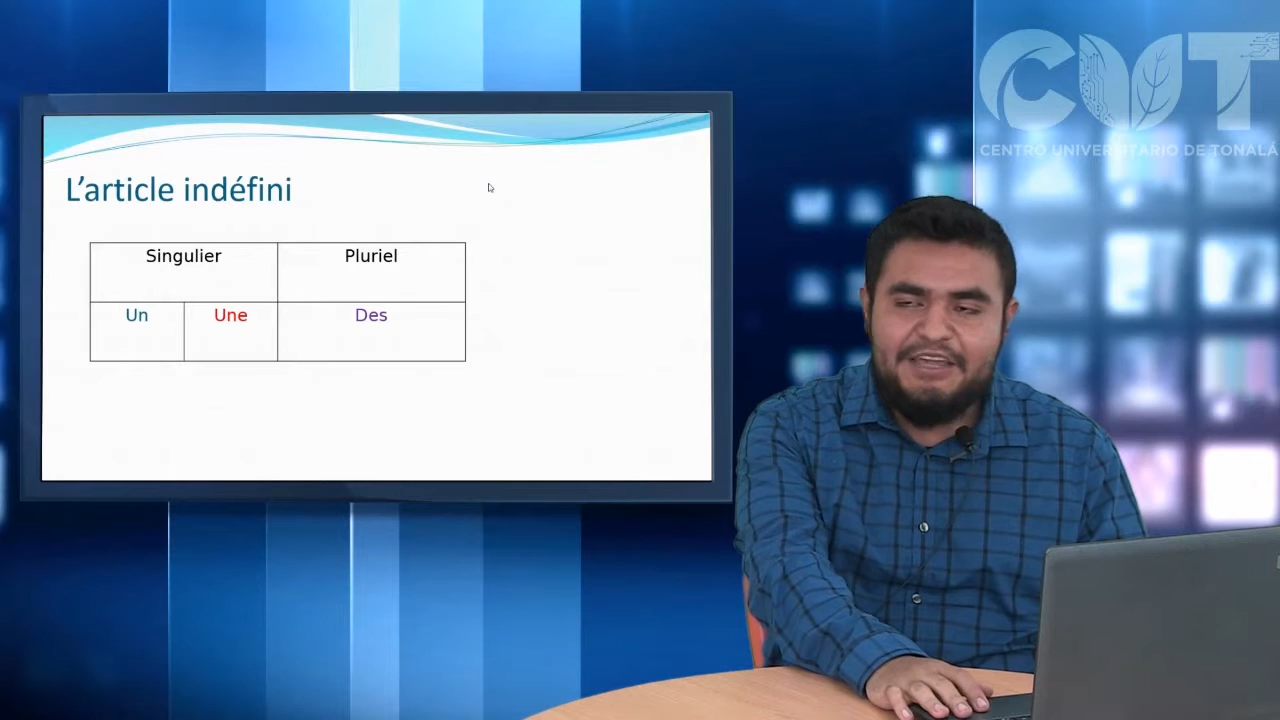 CUT
CENTRO UNIVERSITARIO DE TONALÁ
L’article indéfini
Singulier Pluriel
Un Une Des